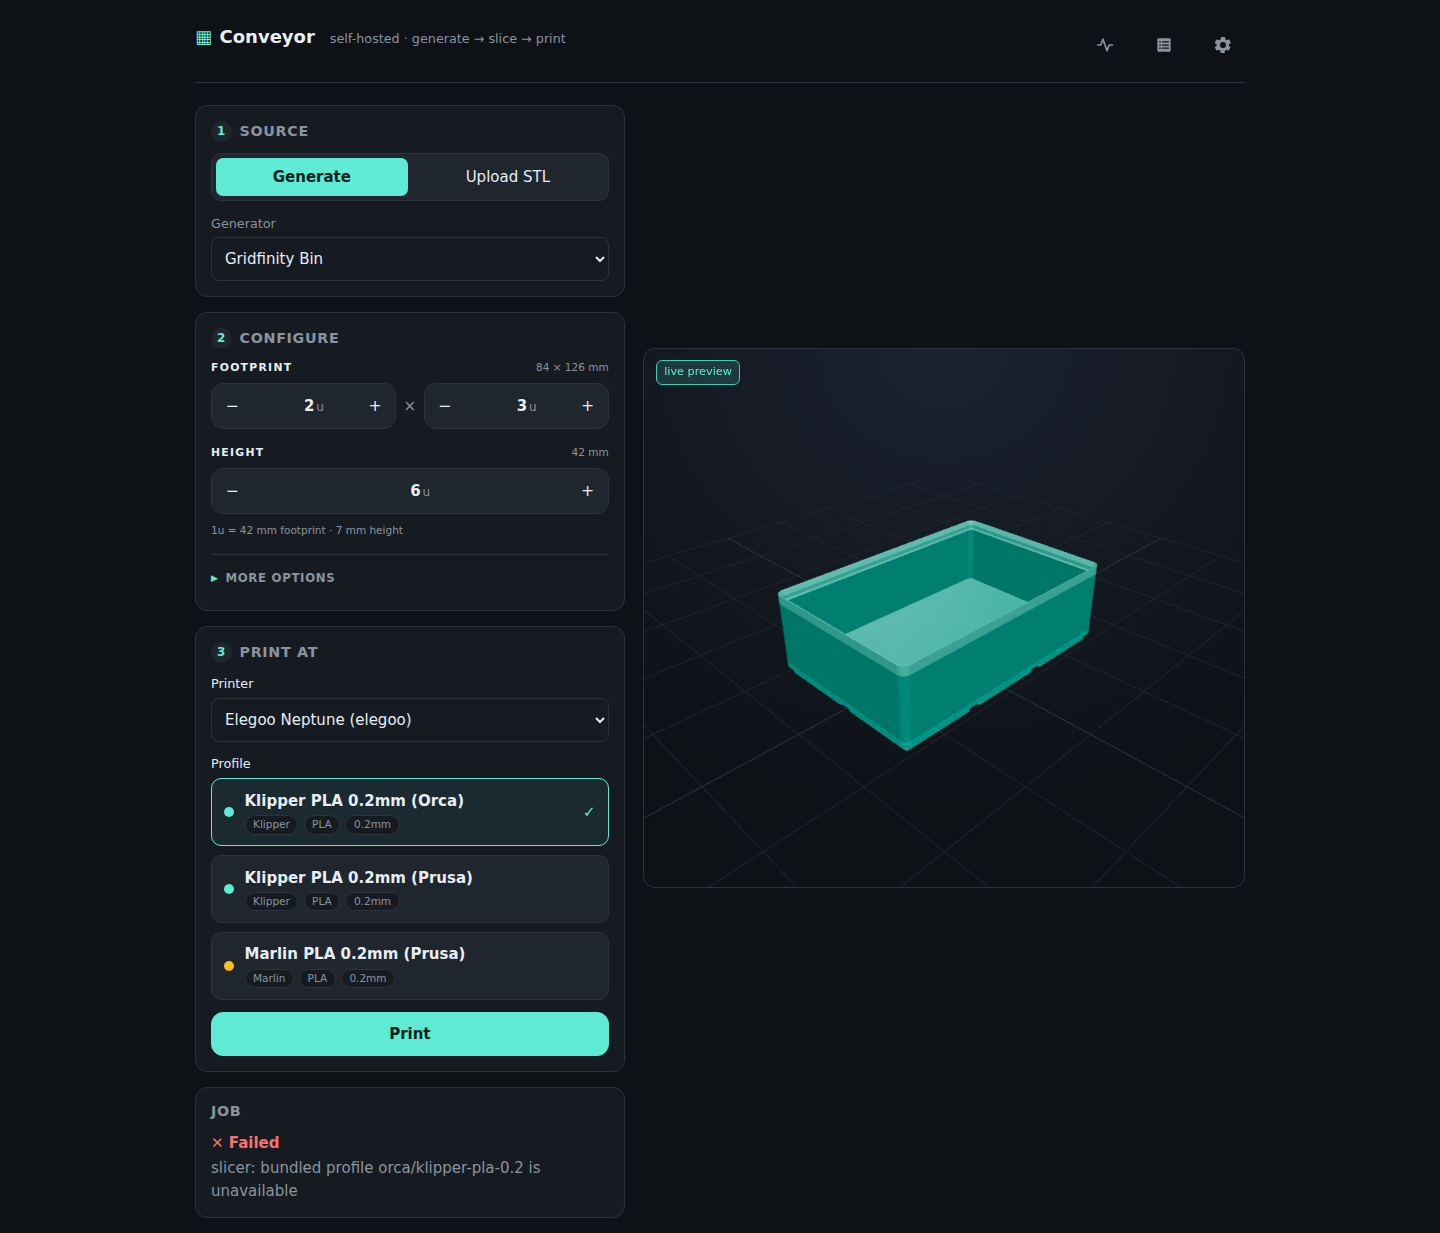 Conveyor self-hosted · generate → slice → print
1 SOURCE
Generate Upload STL
Generator
Gridfinity Bin
2 CONFIGURE
FOOTPRINT 84 × 126 mm
− 2 u + × − 3 u +
HEIGHT 42 mm
− 6 u +
1u = 42 mm footprint · 7 mm height
▸ MORE OPTIONS
3 PRINT AT
Printer
Elegoo Neptune (elegoo)
Profile
Klipper PLA 0.2mm (Orca) ✓
Klipper PLA 0.2mm
Klipper PLA 0.2mm (Prusa)
Klipper PLA 0.2mm
Marlin PLA 0.2mm (Prusa)
Marlin PLA 0.2mm
Print
JOB
✕ Failed
slicer: bundled profile orca/klipper-pla-0.2 is
unavailable
live preview